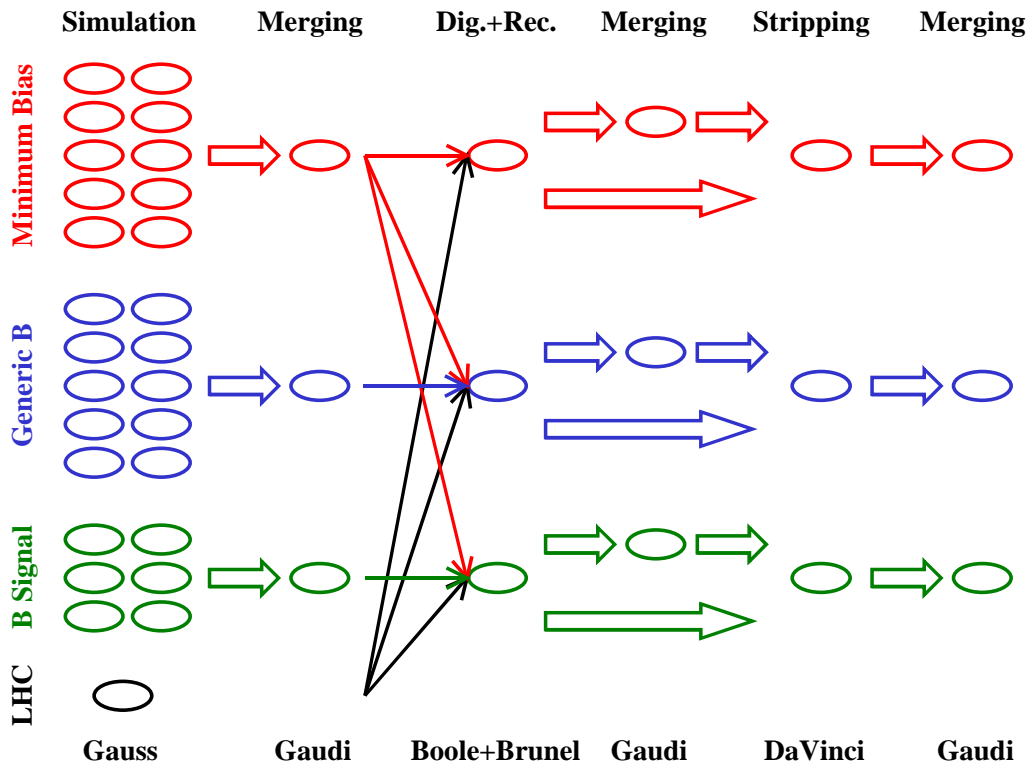 Simulation Merging Dig.+Rec. Merging Stripping Merging
Minimum Bias
Generic B
B Signal
LHC
Gauss Gaudi Boole+Brunel Gaudi DaVinci Gaudi